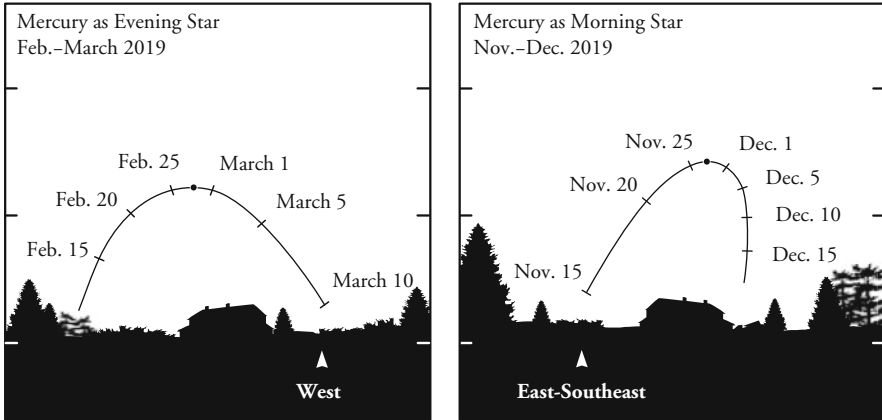 Mercury as Evening Star
Feb.–March 2019
Feb. 25
March 1
Feb. 20
March 5
Feb. 15
March 10
West
Mercury as Morning Star
Nov.–Dec. 2019
Nov. 25
Dec. 1
Nov. 20
Dec. 5
Dec. 10
Nov. 15
Dec. 15
East-Southeast